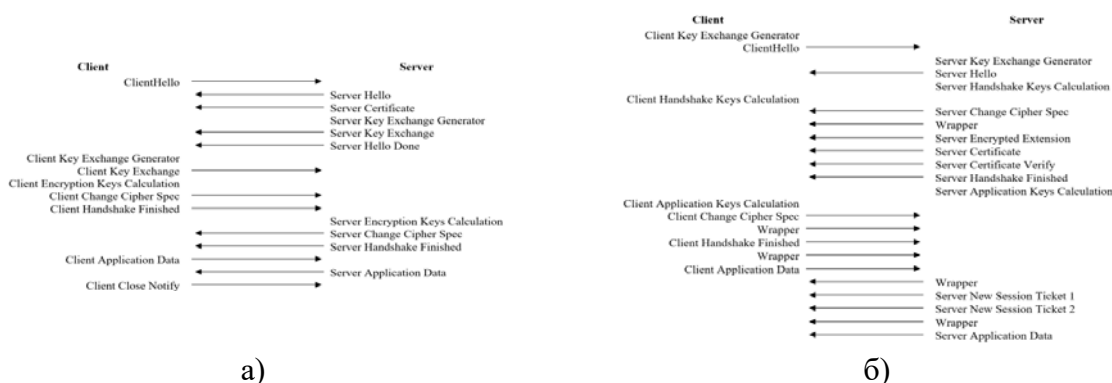 Client Server
ClientHello
Server Hello
Server Certificate
Server Key Exchange Generator
Server Key Exchange
Server Hello Done
Client Key Exchange Generator
Client Key Exchange
Client Encryption Keys Calculation
Client Change Cipher Spec
Client Handshake Finished
Server Encryption Keys Calculation
Server Change Cipher Spec
Server Handshake Finished
Client Application Data
Server Application Data
Client Close Notify
а)
Client Server
Client Key Exchange Generator
ClientHello
Server Key Exchange Generator
Server Hello
Server Handshake Keys Calculation
Client Handshake Keys Calculation
Server Change Cipher Spec
Wrapper
Server Encrypted Extension
Server Certificate
Server Certificate Verify
Server Handshake Finished
Server Application Keys Calculation
Client Application Keys Calculation
Client Change Cipher Spec
Wrapper
Client Handshake Finished
Wrapper
Client Application Data
Wrapper
Server New Session Ticket 1
Server New Session Ticket 2
Wrapper
Server Application Data
б)